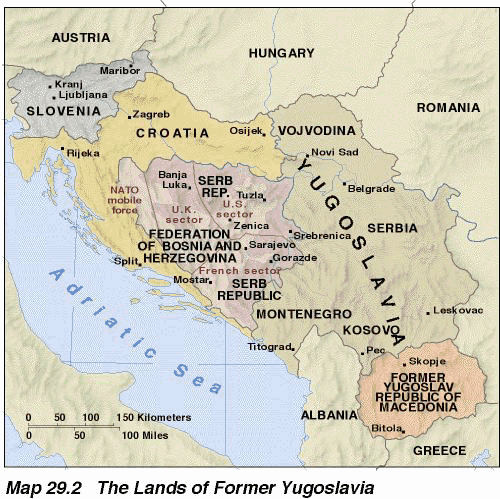 AUSTRIA
HUNGARY
Maribor
Kranj
Ljubljana
SLOVENIA
ROMANIA
Zagreb
CROATIA
Osijek
VOJVODINA
Rijeka
Novi Sad
Banja
Luka
SERB
REP.
NATO
mobile
force
Tuzla
Belgrade
U.K.
sector
U.S.
sector
Zenica
YUGOSLAVIA
SERBIA
Srebrenica
FEDERATION
OF BOSNIA AND
HERZEGOVINA
Sarajevo
Gorazde
Split
French sector
Mostar
SERB
REPUBLIC
MONTENEGRO
KOSOVO
Leskovac
Adriatic Sea
Titograd
Pec
Skopje
FORMER
YUGOSLAV
REPUBLIC OF
MACEDONIA
ALBANIA
Bitola
GREECE
0 50 100 150 Kilometers
0 50 100 Miles
Map 29.2 The Lands of Former Yugoslavia